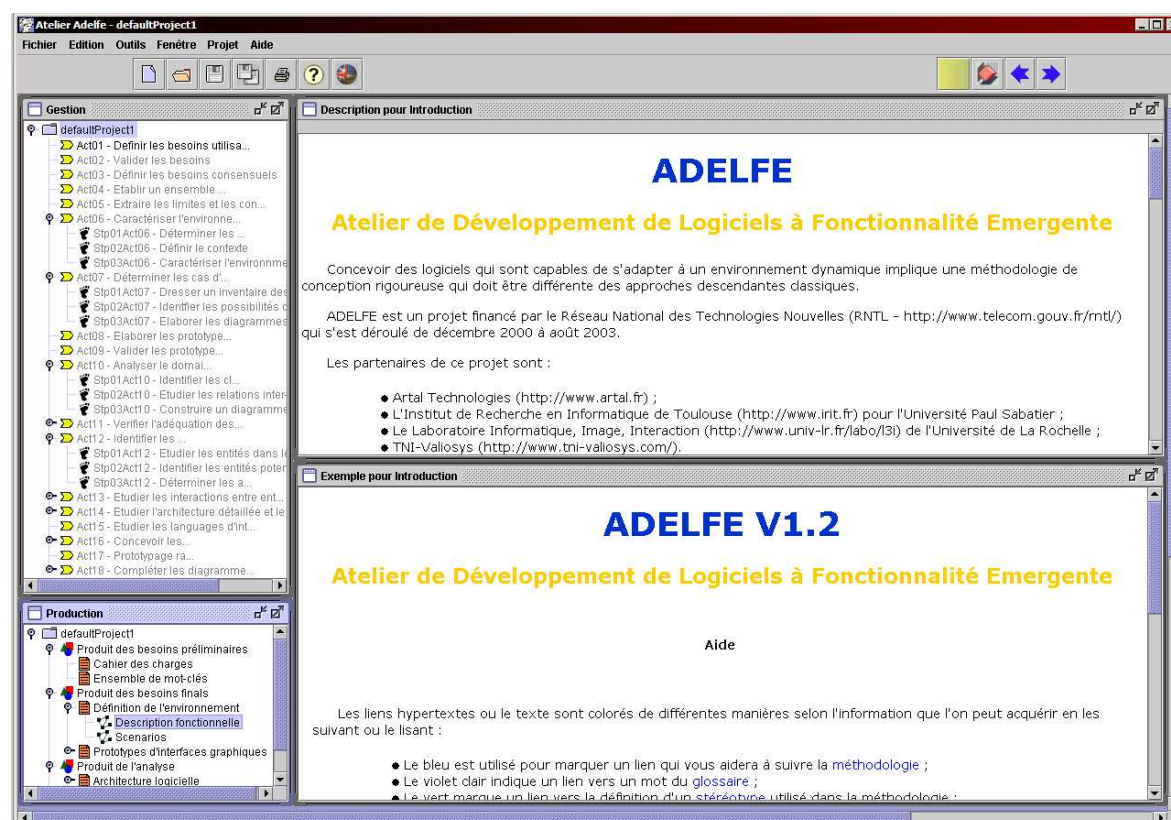 Atelier Adelfe - defaultProject1
Fichier Edition Outils Fenêtre Projet Aide
Gestion
defaultProject1
Act01 - Definir les besoins utilisa...
Act02 - Valider les besoins
Act03 - Définir les besoins consensuels
Act04 - Etablir un ensemble ...
Act05 - Extraire les limites et les con...
Act06 - Caractériser l'environne...
Stp01Act06 - Déterminer les ...
Stp02Act06 - Définir le contexte
Stp03Act06 - Caractériser l'environnme
Act07 - Déterminer les cas d'...
Stp01Act07 - Dresser un inventaire des
Stp02Act07 - Identfier les possibilités c
Stp03Act07 - Elaborer les diagrammes
Act08 - Elaborer les prototype...
Act09 - Valider les prototype...
Act10 - Analyser le domai...
Stp01Act10 - Identifier les cl...
Stp02Act10 - Etudier les relations inter-
Stp03Act10 - Construire un diagramme
Act11 - Verifier l'adéquation des...
Act12 - Identifier les ...
Stp01Act12 - Etudier les entités dans l
Stp02Act12 - Identifier les entités poter
Stp03Act12 - Déterminer les a...
Act13 - Etudier les interactions entre ent...
Act14 - Etudier l'architecture détaillée et le
Act15 - Etudier les languages d'int...
Act16 - Concevoir les...
Act17 - Prototypage ra...
Act18 - Compléter les diagramme...
Production
defaultProject1
Produit des besoins préliminaires
Cahier des charges
Ensemble de mot-clés
Produit des besoins finals
Définition de l'environnement
Description fonctionnelle
Scenarios
Prototypes d'interfaces graphiques
Produit de l'analyse
Architecture logicielle
Description pour Introduction
ADELFE
Atelier de Développement de Logiciels à Fonctionnalité Emergente
Concevoir des logiciels qui sont capables de s'adapter à un environnement dynamique implique une méthodologie de
conception rigoureuse qui doit être différente des approches descendantes classiques.
ADELFE est un projet financé par le Réseau National des Technologies Nouvelles (RNTL - http://www.telecom.gouv.fr/rntl/)
qui s'est déroulé de décembre 2000 à août 2003.
Les partenaires de ce projet sont :
● Artal Technologies (http://www.artal.fr) ;
● L'Institut de Recherche en Informatique de Toulouse (http://www.irit.fr) pour l'Université Paul Sabatier ;
● Le Laboratoire Informatique, Image, Interaction (http://www.univ-lr.fr/labo/l3i) de l'Université de La Rochelle ;
● TNI-Valiosys (http://www.tni-valiosys.com/).
Exemple pour Introduction
ADELFE V1.2
Atelier de Développement de Logiciels à Fonctionnalité Emergente
Aide
Les liens hypertextes ou le texte sont colorés de différentes manières selon l'information que l'on peut acquérir en les
suivant ou le lisant :
● Le bleu est utilisé pour marquer un lien qui vous aidera à suivre la méthodologie ;
● Le violet clair indique un lien vers un mot du glossaire ;
● Le vert marque un lien vers la définition d'un stéréotype utilisé dans la méthodologie ;